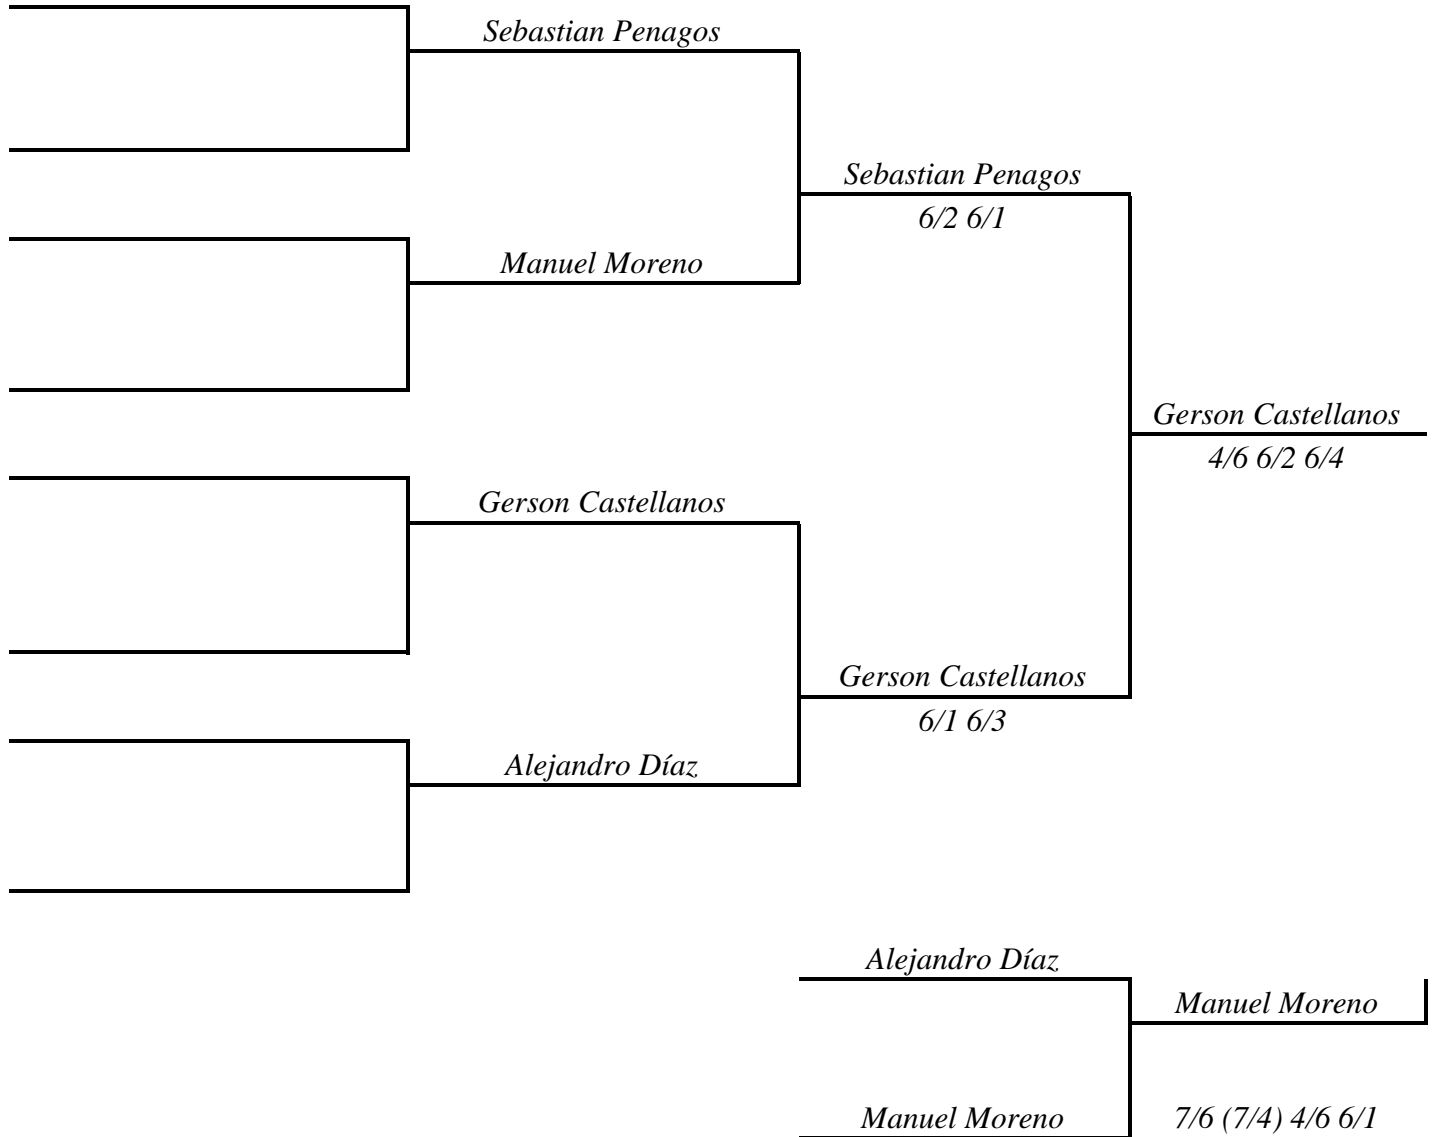 Sebastian Penagos
Sebastian Penagos
6/2 6/1
Manuel Moreno
Gerson Castellanos
4/6 6/2 6/4
Gerson Castellanos
Gerson Castellanos
6/1 6/3
Alejandro Díaz
Alejandro Díaz
Manuel Moreno
Manuel Moreno
7/6 (7/4) 4/6 6/1